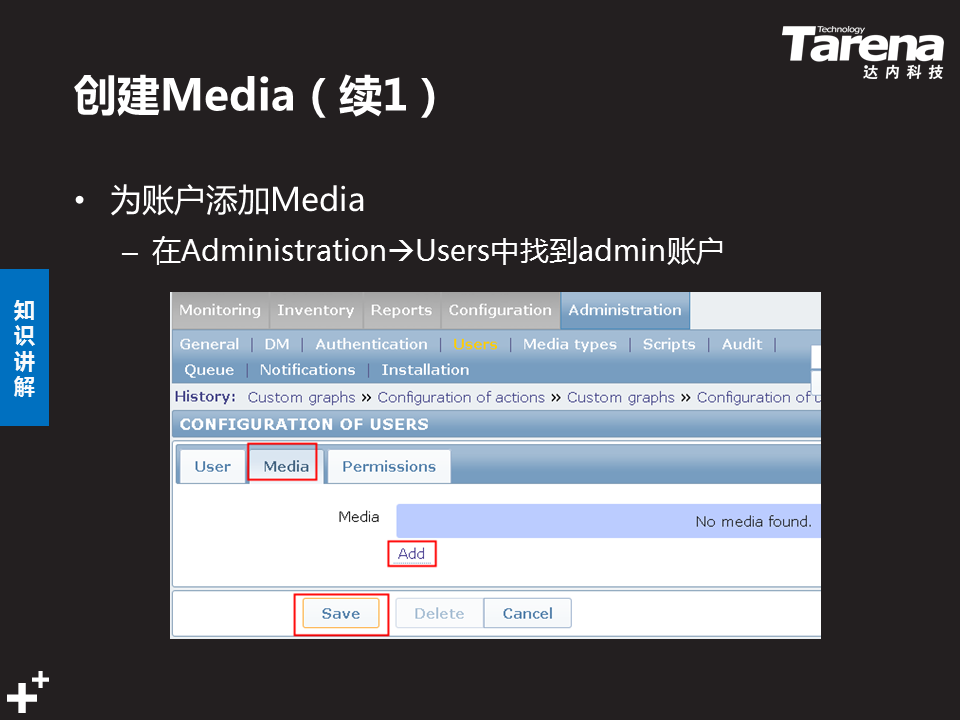 Technology
Tarena
达内科技
创建Media（续1）
• 为账户添加Media
– 在Administration→Users中找到admin账户
知识讲解
Monitoring Inventory Reports Configuration Administration
General | DM | Authentication | Users | Media types | Scripts | Audit |
Queue | Notifications | Installation
History: Custom graphs » Configuration of actions » Custom graphs » Configuration of u
CONFIGURATION OF USERS
User Media Permissions
Media No media found.
Add
Save Delete Cancel